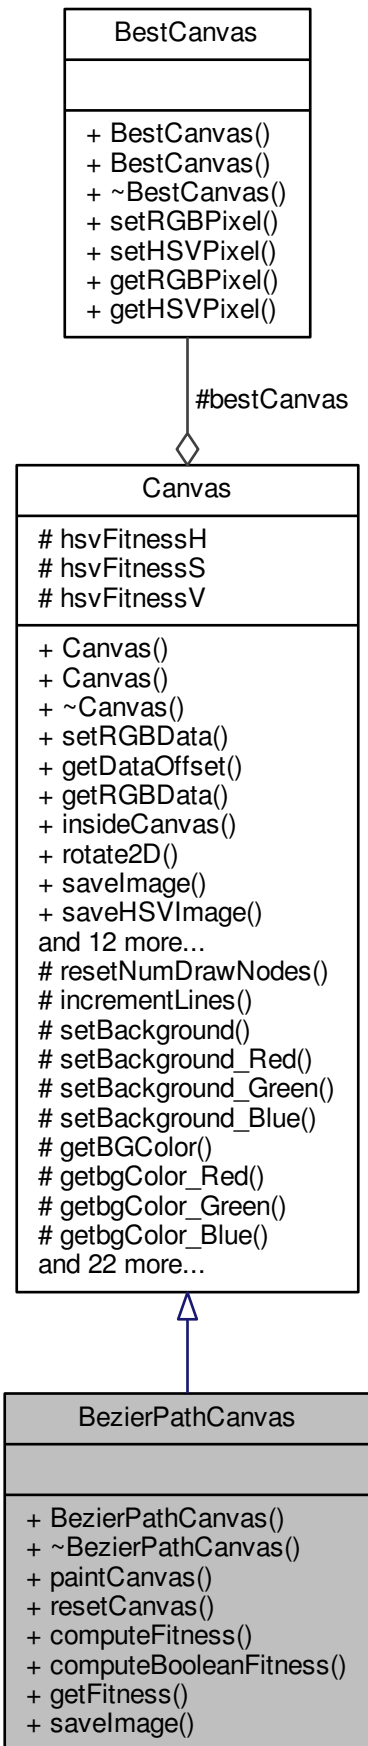 BestCanvas
+ BestCanvas()
+ BestCanvas()
+ ~BestCanvas()
+ setRGBPixel()
+ setHSVPixel()
+ getRGBPixel()
+ getHSVPixel()
#bestCanvas
Canvas
# hsvFitnessH
# hsvFitnessS
# hsvFitnessV
+ Canvas()
+ Canvas()
+ ~Canvas()
+ setRGBData()
+ getDataOffset()
+ getRGBData()
+ insideCanvas()
+ rotate2D()
+ saveImage()
+ saveHSVImage()
and 12 more...
# resetNumDrawNodes()
# incrementLines()
# setBackground()
# setBackground_Red()
# setBackground_Green()
# setBackground_Blue()
# getBGColor()
# getbgColor_Red()
# getbgColor_Green()
# getbgColor_Blue()
and 22 more...
BezierPathCanvas
+ BezierPathCanvas()
+ ~BezierPathCanvas()
+ paintCanvas()
+ resetCanvas()
+ computeFitness()
+ computeBooleanFitness()
+ getFitness()
+ saveImage()